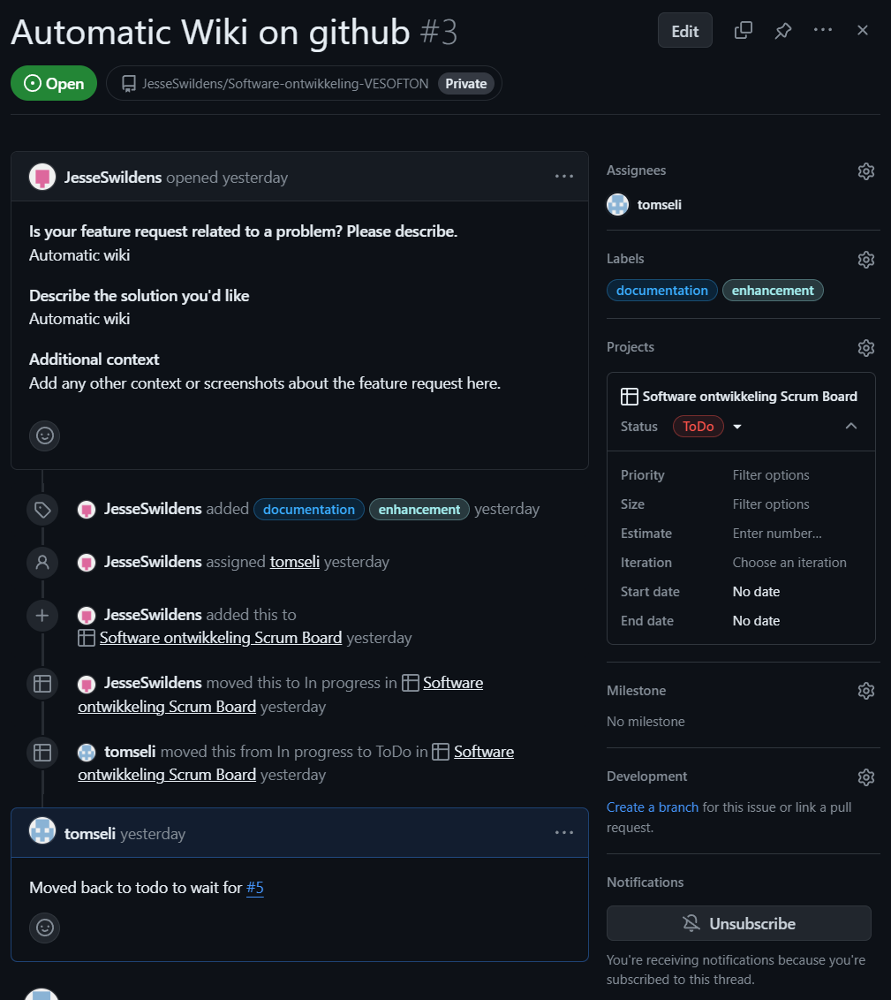 Automatic Wiki on github #3
Edit
Open
JesseSwildens/Software-ontwikkeling-VESOFTON Private
JesseSwildens opened yesterday
Is your feature request related to a problem? Please describe.
Automatic wiki
Describe the solution you'd like
Automatic wiki
Additional context
Add any other context or screenshots about the feature request here.
JesseSwildens added documentation enhancement yesterday
JesseSwildens assigned tomseli yesterday
JesseSwildens added this to
Software ontwikkeling Scrum Board yesterday
JesseSwildens moved this to In progress in Software
ontwikkeling Scrum Board yesterday
tomseli moved this from In progress to ToDo in Software
ontwikkeling Scrum Board yesterday
tomseli yesterday
Moved back to todo to wait for #5
Assignees
tomseli
Labels
documentation enhancement
Projects
Software ontwikkeling Scrum Board
Status ToDo
Priority Filter options
Size Filter options
Estimate Enter number...
Iteration Choose an iteration
Start date No date
End date No date
Milestone
No milestone
Development
Create a branch for this issue or link a pull
request.
Notifications
Unsubscribe
You're receiving notifications because you're
subscribed to this thread.